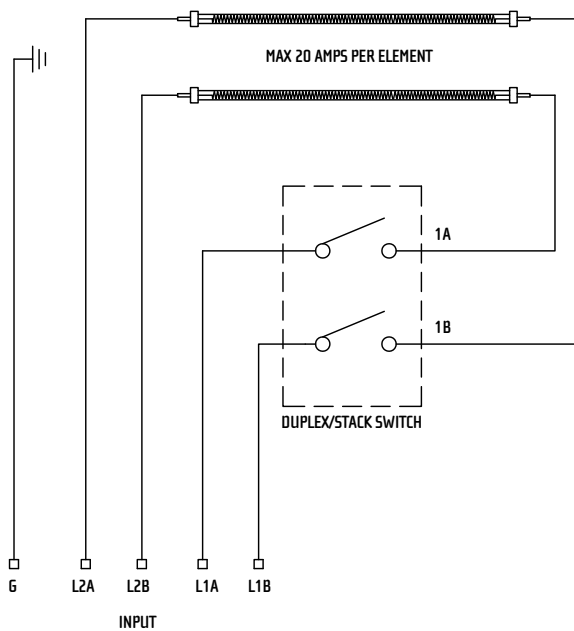 MAX 20 AMPS PER ELEMENT
1A
1B
DUPLEX/STACK SWITCH
G L2A L2B L1A L1B
INPUT